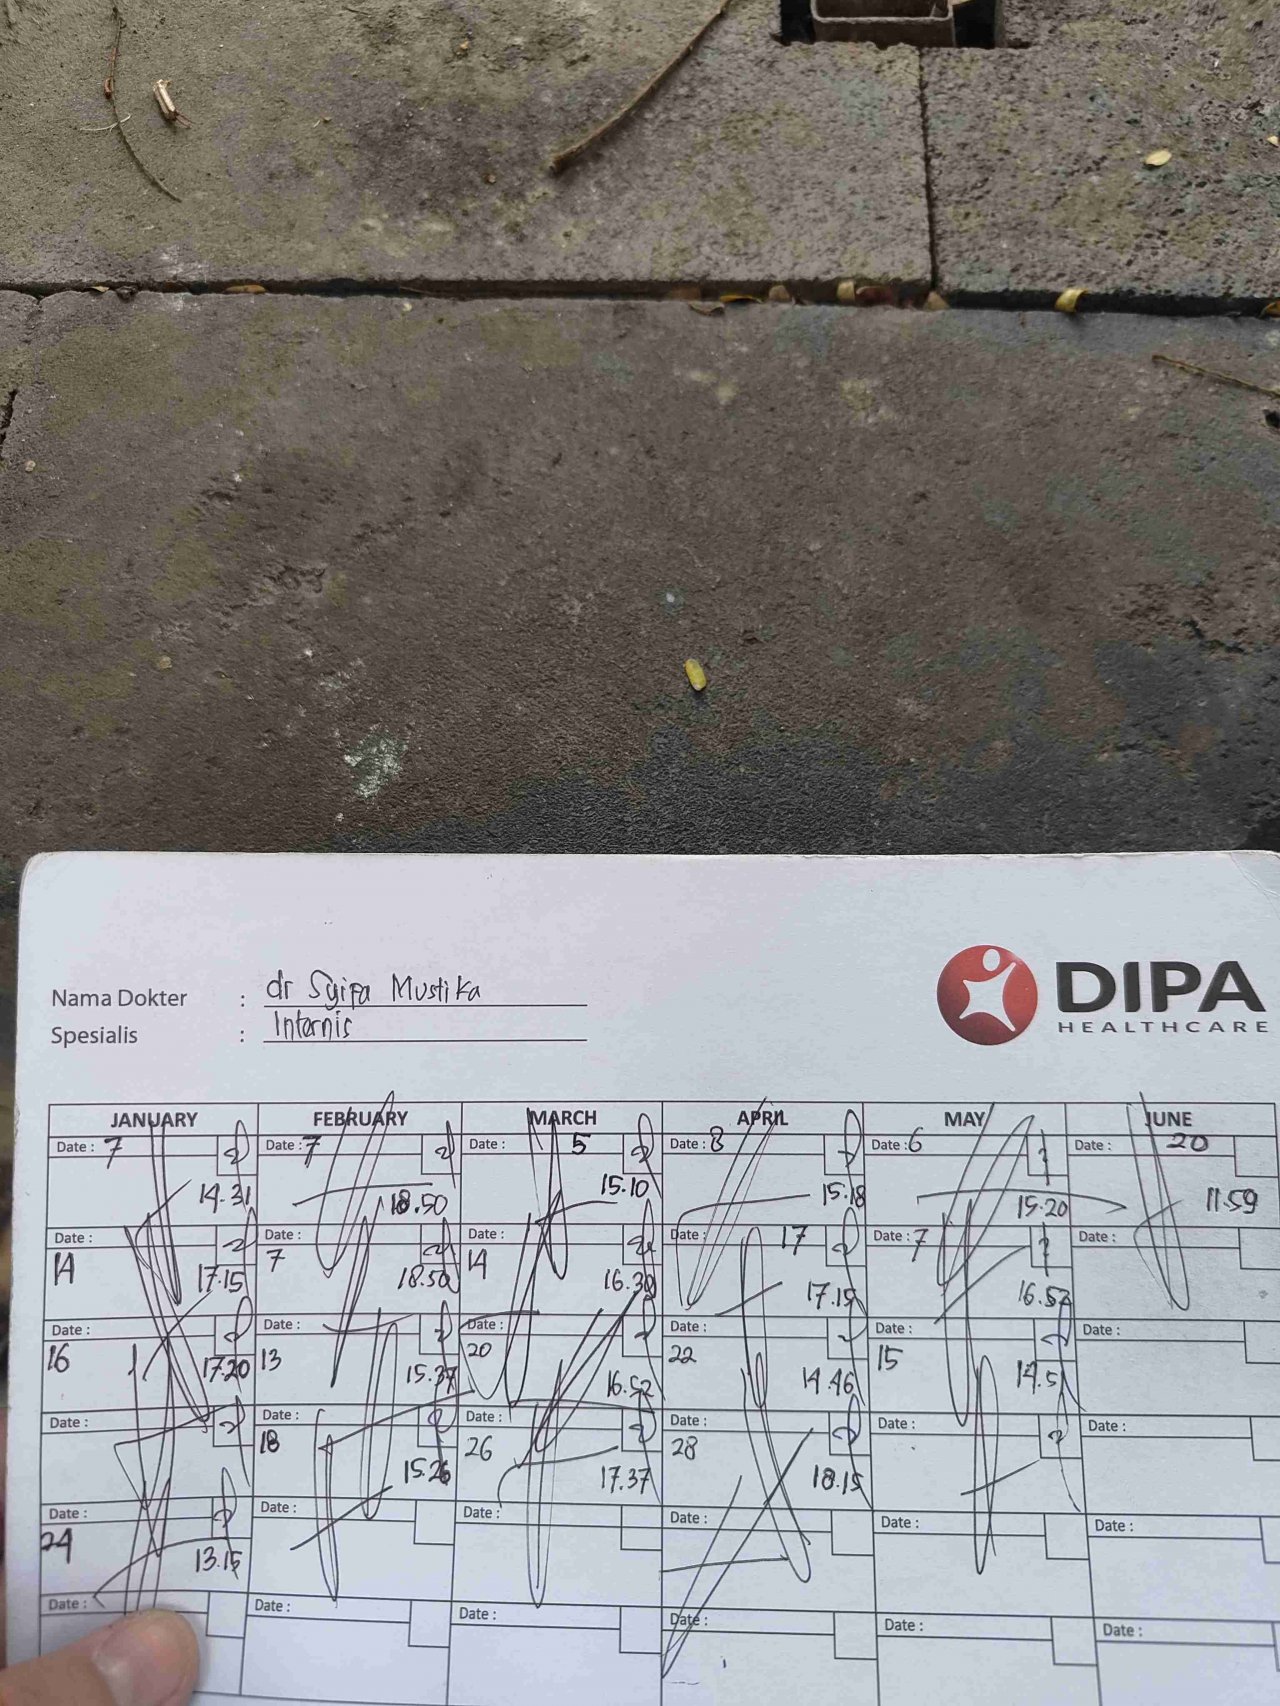 Nama Dokter : dr Syifa Mustika
Spesialis : Internis
DIPA
HEALTHCARE
JANUARY FEBRUARY MARCH APRIL MAY JUNE
Date : 7 Date : 7 Date : 5 Date : 8 Date : 6 Date : 20
14.31 18.50 15.10 15.18 15.20 11.59
Date : Date : Date : Date : 17 Date : 7 Date :
14 7 14
17.15 18.50 16.30 17.15 16.52
Date : Date : Date : Date : Date : Date :
16 13 20 22 15
17.20 15.37 16.52 14.46 14.51
Date : Date : Date : Date : Date : Date :
18 26 28
15.26 17.37 18.15
Date : Date : Date : Date : Date : Date :
24
13.15
Date : Date : Date : Date : Date : Date :